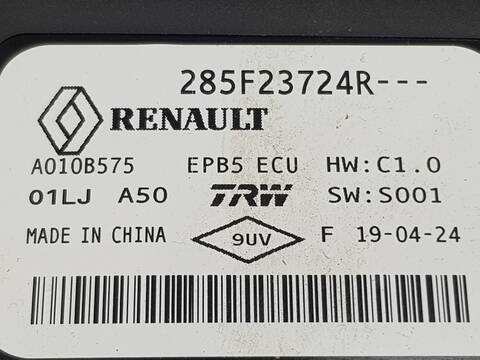 285F23724R---
RENAULT
A010B575 EPB5 ECU HW:C1.0
01LJ A50 TRW SW:S001
MADE IN CHINA 9UV F 19-04-24